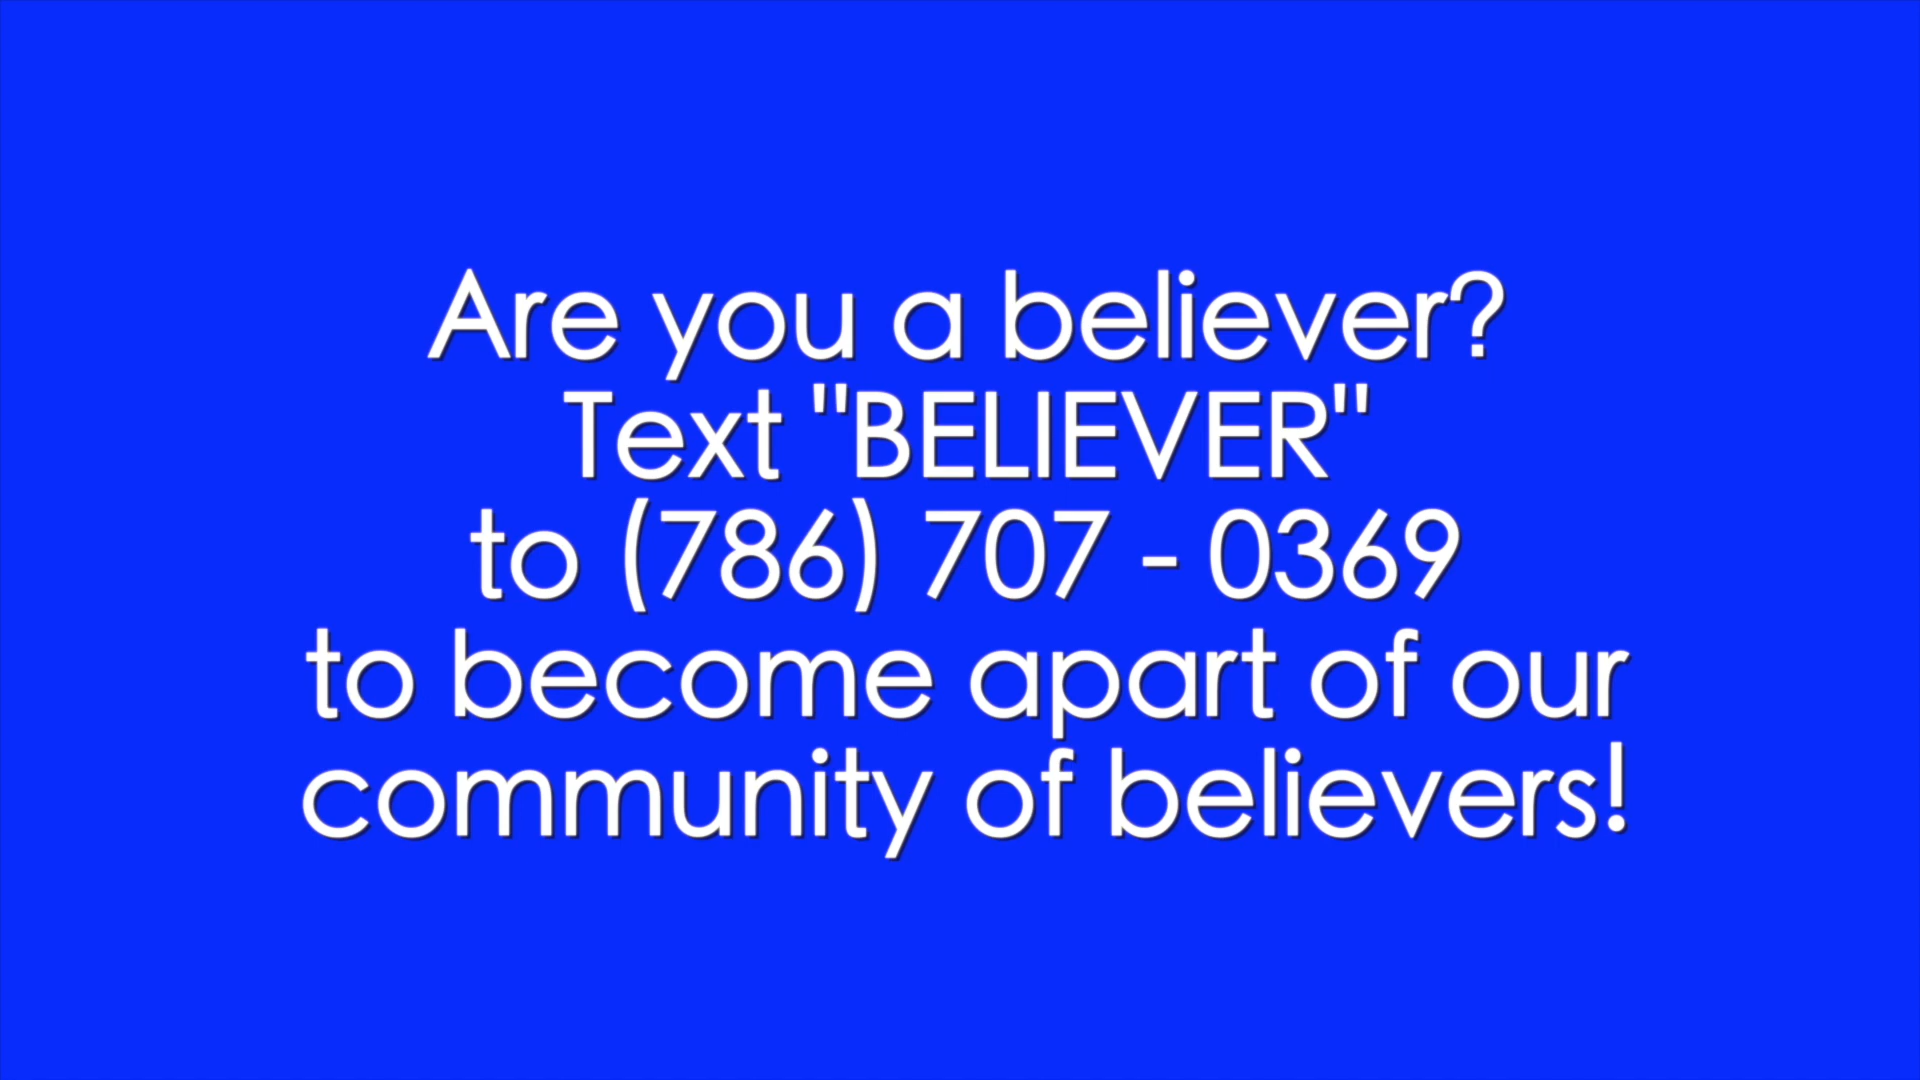 Are you a believer?
Text "BELIEVER"
to (786) 707 - 0369
to become apart of our
community of believers!